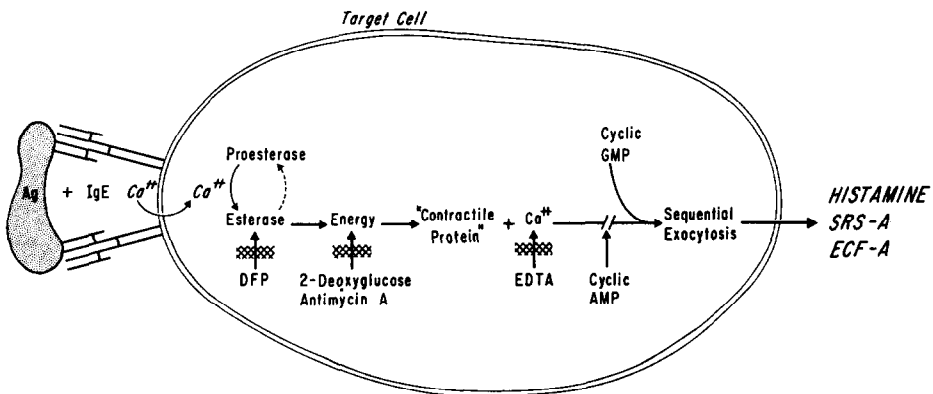 Target Cell
Ag + IgE Ca++ Ca++
Proesterase
Esterase
DFP
Energy
2-Deoxyglucose
Antimycin A
"Contractile
Protein"
+ Ca++
EDTA
Cyclic
GMP
Cyclic
AMP
Sequential
Exocytosis
HISTAMINE
SRS-A
ECF-A